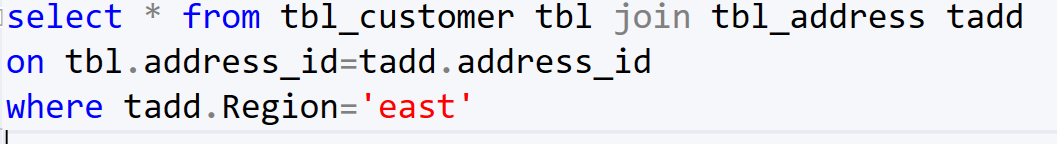 select * from tbl_customer tbl join tbl_address tadd
on tbl.address_id=tadd.address_id
where tadd.Region='east'